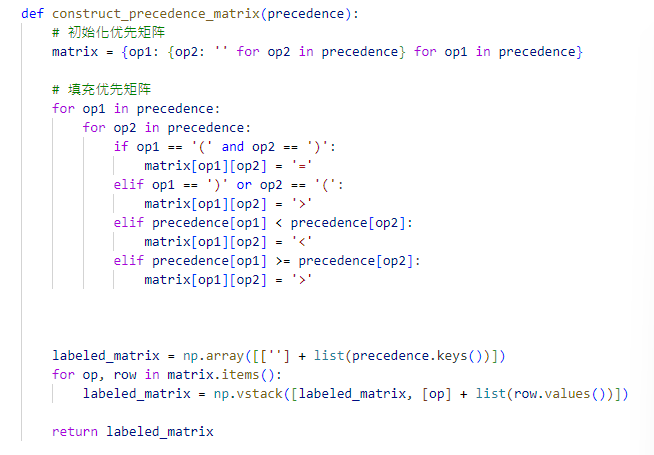 def construct_precedence_matrix(precedence):
    # 初始化优先矩阵
    matrix = {op1: {op2: '' for op2 in precedence} for op1 in precedence}

    # 填充优先矩阵
    for op1 in precedence:
        for op2 in precedence:
            if op1 == '(' and op2 == ')':
                matrix[op1][op2] = '='
            elif op1 == ')' or op2 == '(':
                matrix[op1][op2] = '>'
            elif precedence[op1] < precedence[op2]:
                matrix[op1][op2] = '<'
            elif precedence[op1] >= precedence[op2]:
                matrix[op1][op2] = '>'

    labeled_matrix = np.array([[''] + list(precedence.keys())])
    for op, row in matrix.items():
        labeled_matrix = np.vstack([labeled_matrix, [op] + list(row.values())])

    return labeled_matrix